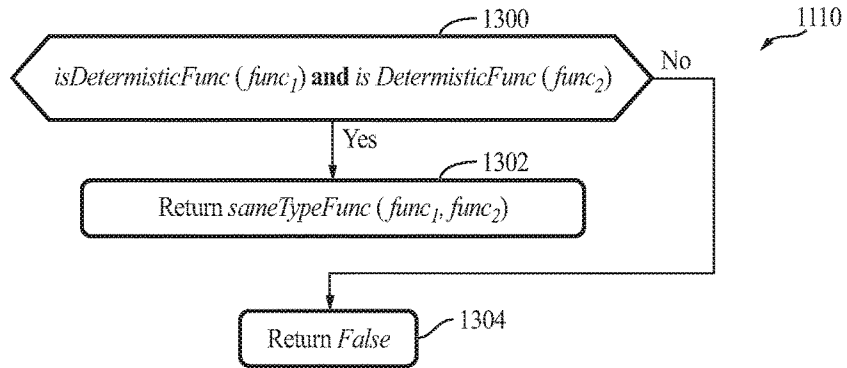 1300
1110
isDetermisticFunc (func₁) and is DetermisticFunc (func₂)
No
Yes
1302
Return sameTypeFunc (func₁, func₂)
Return False
1304